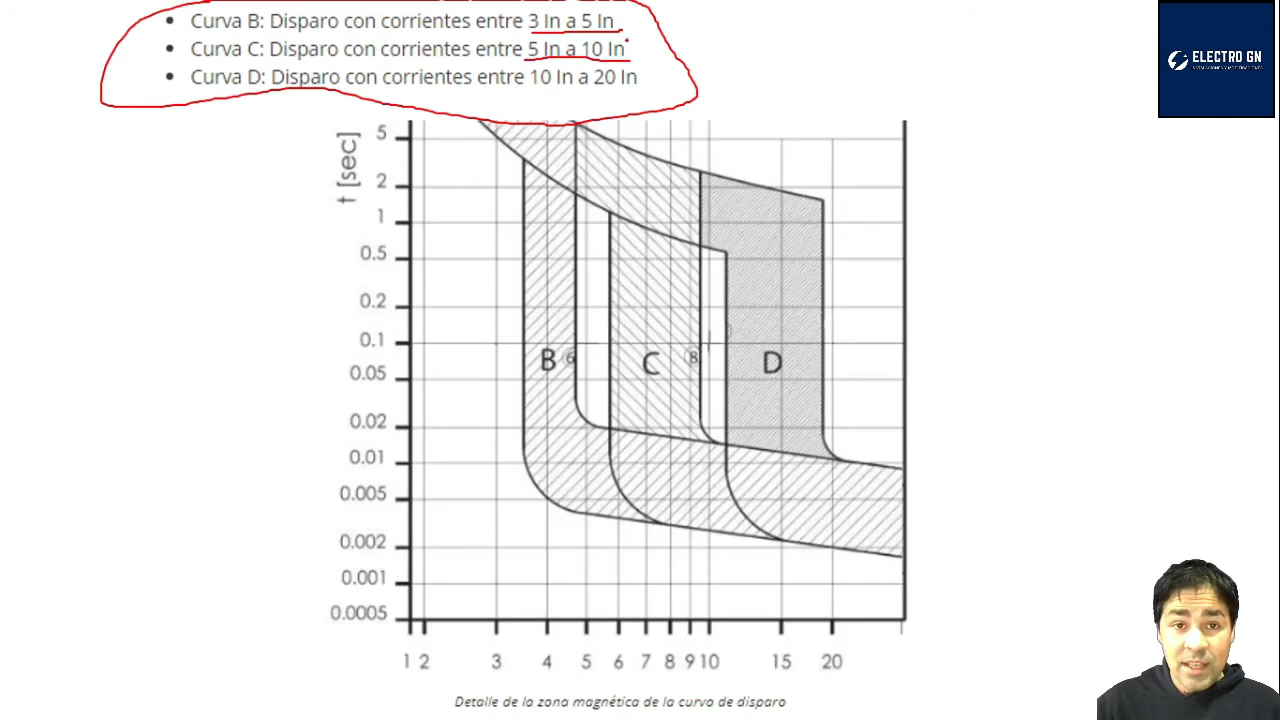 Curva B: Disparo con corrientes entre 3 In a 5 In
Curva C: Disparo con corrientes entre 5 In a 10 In
Curva D: Disparo con corrientes entre 10 In a 20 In
ELECTRO GN
t [sec]
5
2
1
0.5
0.2
0.1
0.05
0.02
0.01
0.005
0.002
0.001
0.0005
B 6 C 8 D
1 2 3 4 5 6 7 8 9 10 15 20
Detalle de la zona magnética de la curva de disparo